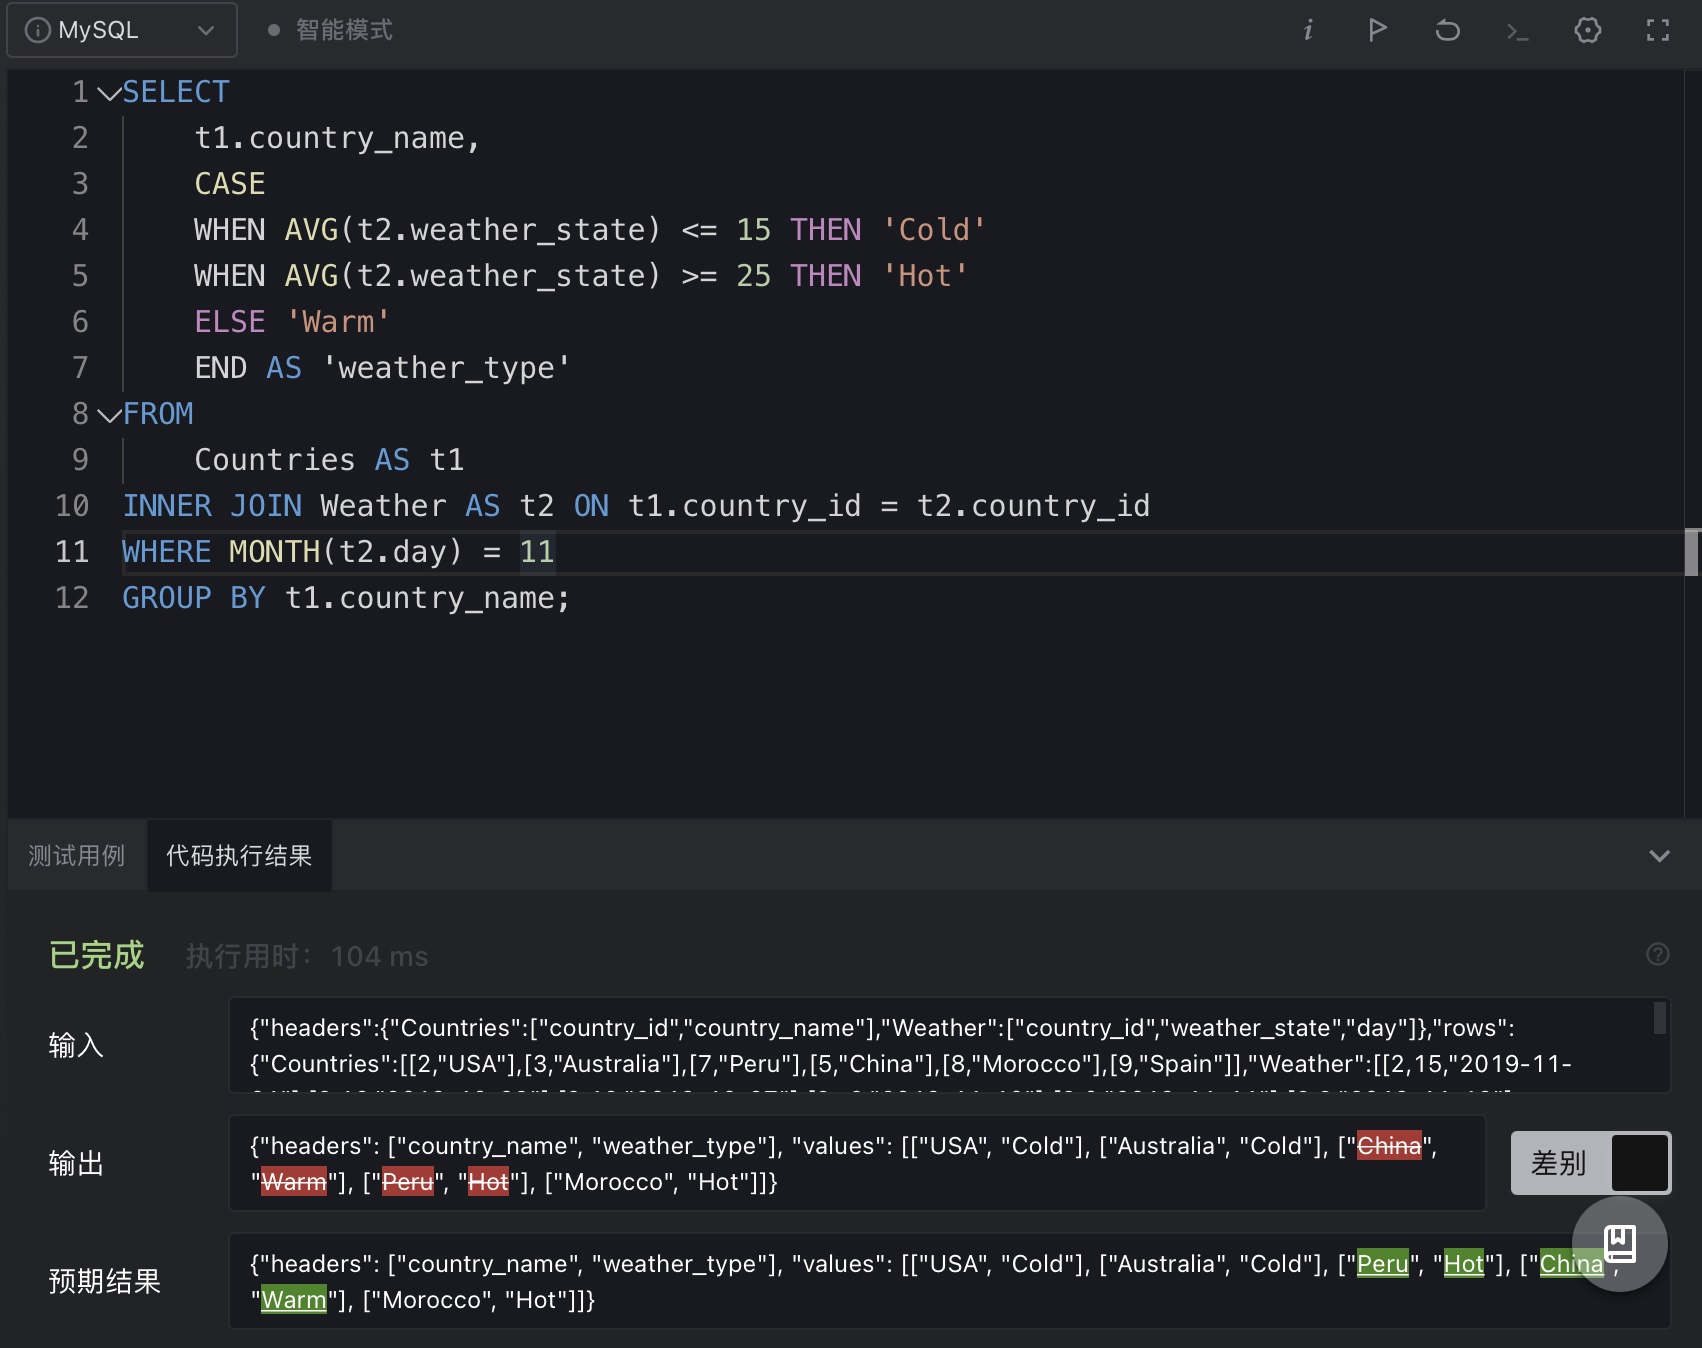 MySQL
智能模式
1 SELECT
2 t1.country_name,
3 CASE
4 WHEN AVG(t2.weather_state) <= 15 THEN 'Cold'
5 WHEN AVG(t2.weather_state) >= 25 THEN 'Hot'
6 ELSE 'Warm'
7 END AS 'weather_type'
8 FROM
9 Countries AS t1
10 INNER JOIN Weather AS t2 ON t1.country_id = t2.country_id
11 WHERE MONTH(t2.day) = 11
12 GROUP BY t1.country_name;
测试用例
代码执行结果
已完成 执行用时: 104 ms
输入
{"headers":{"Countries":["country_id","country_name"],"Weather":["country_id","weather_state","day"]},"rows":
{"Countries":[[2,"USA"],[3,"Australia"],[7,"Peru"],[5,"China"],[8,"Morocco"],[9,"Spain"]],"Weather":[[2,15,"2019-11-
输出
{"headers": ["country_name", "weather_type"], "values": [["USA", "Cold"], ["Australia", "Cold"], ["China",
"Warm"], ["Peru", "Hot"], ["Morocco", "Hot"]]}
差别
预期结果
{"headers": ["country_name", "weather_type"], "values": [["USA", "Cold"], ["Australia", "Cold"], ["Peru", "Hot"], ["China",
"Warm"], ["Morocco", "Hot"]]}